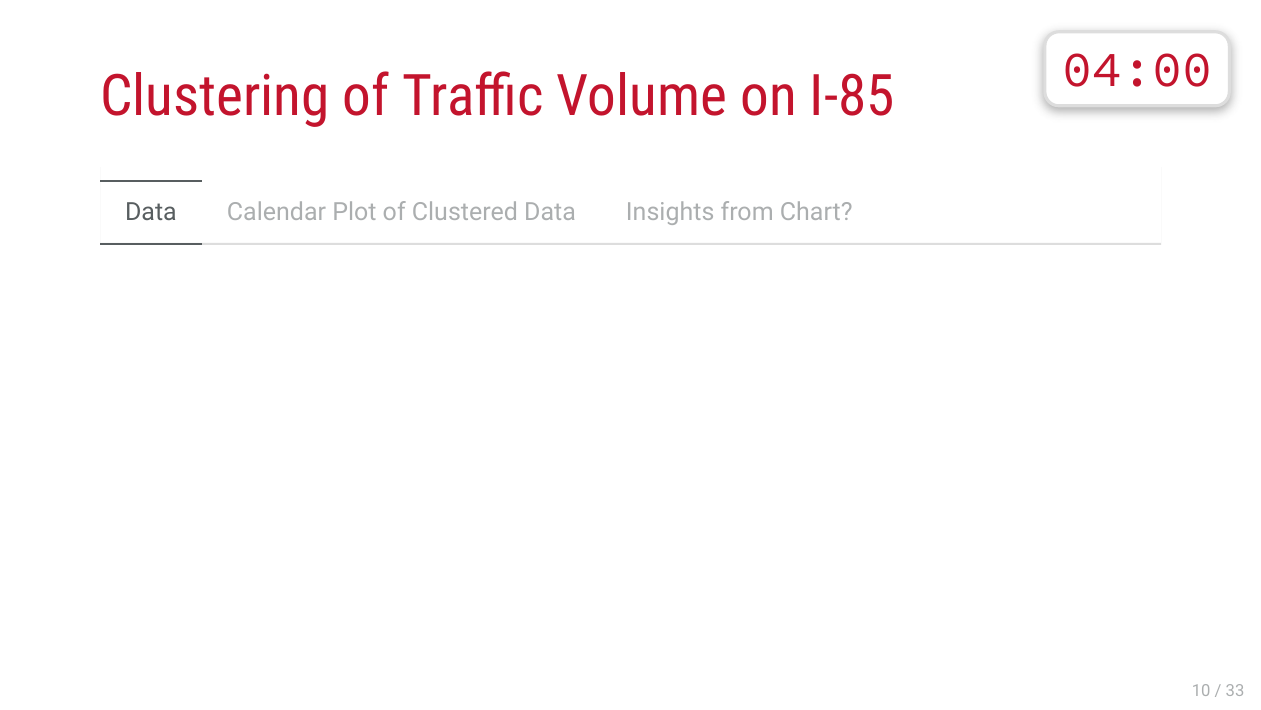 Clustering of Traffic Volume on I-85
04:00
Data
Calendar Plot of Clustered Data
Insights from Chart?
10 / 33